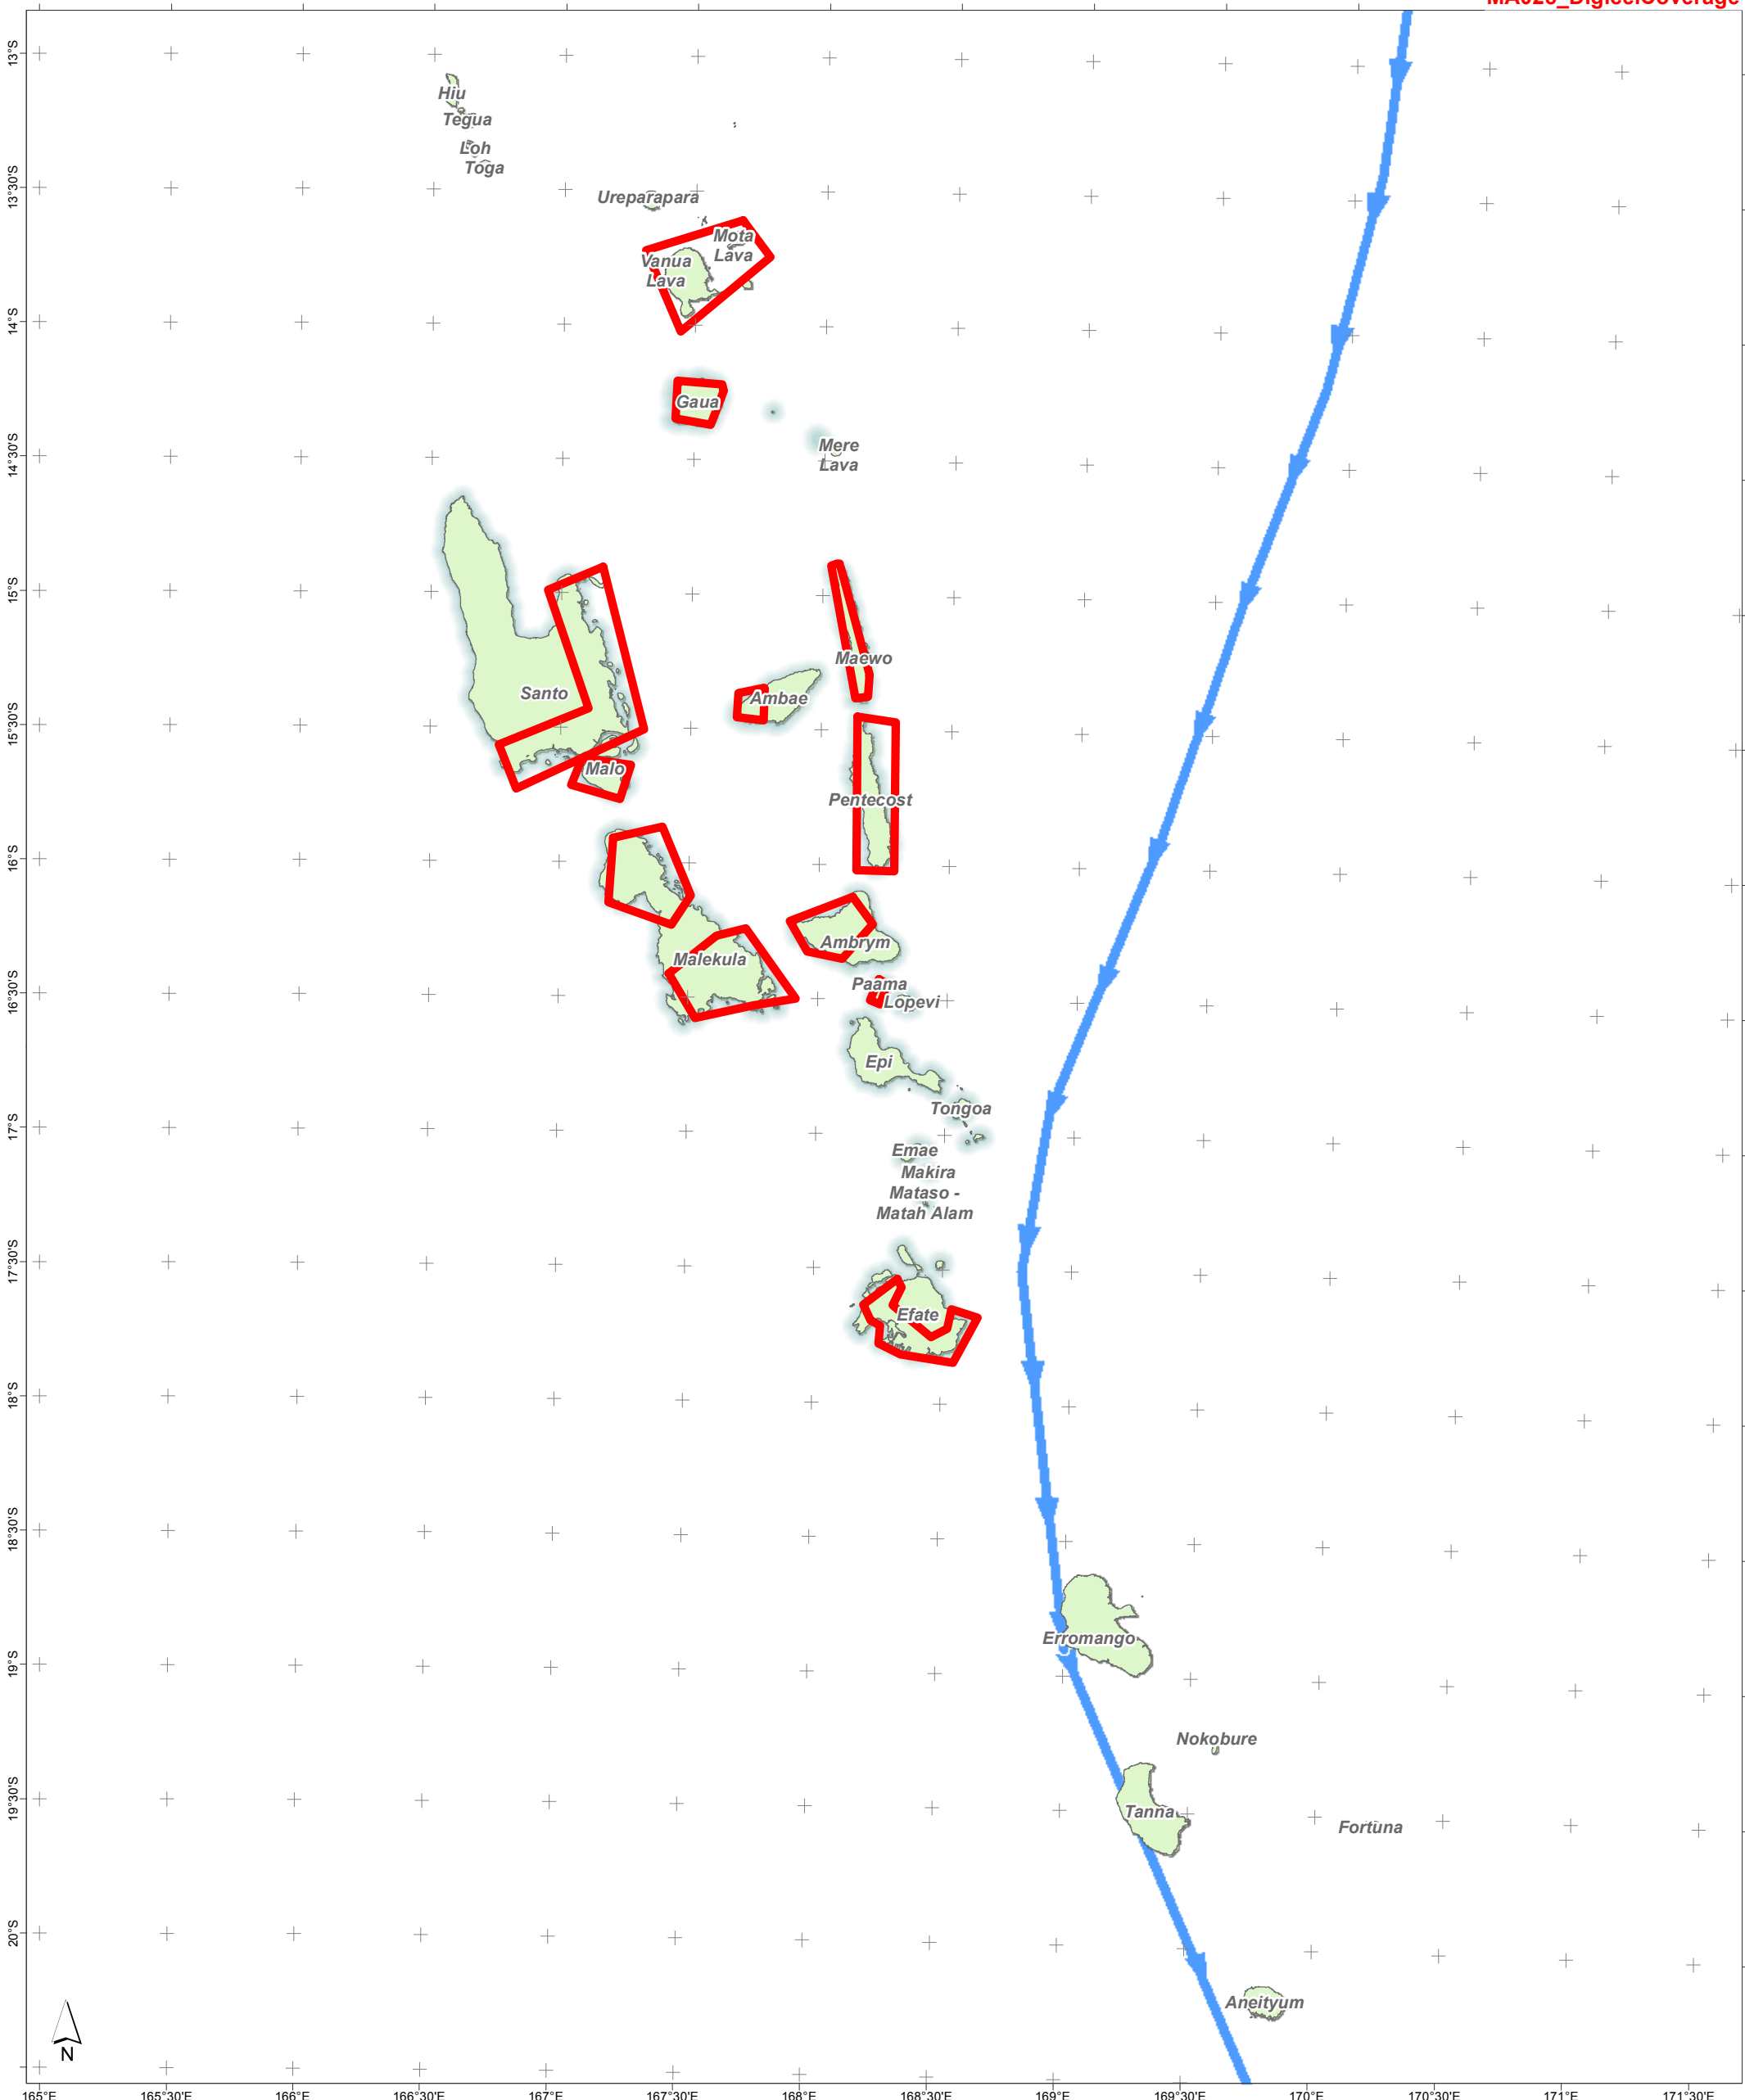 MA028_DigicelCoverage
13°S
Hiu
Tegua
Loh
Toga
13°30'S
Ureparapara
Mota
Lava
Vanua
Lava
14°S
Gaua
Mere
Lava
14°30'S
15°S
Maewo
Santo
Ambae
15°30'S
Malo
Pentecost
16°S
Ambrym
Malekula
Paama
16°30'S
Lopevi
Epi
Tongoa
17°S
Emae
Makira
Mataso -
Matah Alam
17°30'S
Efate
18°S
18°30'S
Erromango
19°S
Nokobure
19°30'S
Tanna
Fortuna
20°S
Aneityum
N
165°E
165°30'E
166°E
166°30'E
167°E
167°30'E
168°E
168°30'E
169°E
169°30'E
170°E
170°30'E
171°E
171°30'E